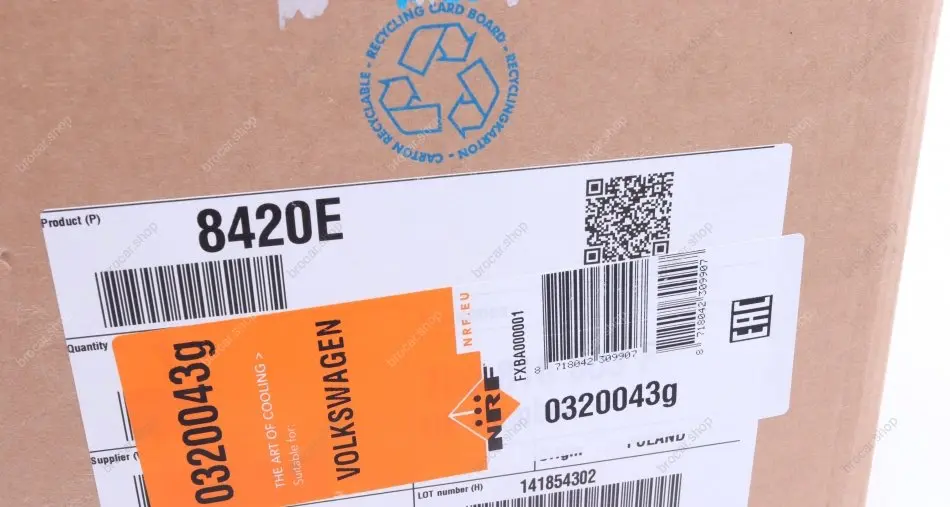 RECYCLING CARD BOARD - RECYCLINGKARTON - CARTON RECYCLABLE -
Product (P)
8420E
Quantity
0320043g
THE ART OF COOLING >
Suitable for:
VOLKSWAGEN
NRF.EU
NRF
FXBA000001
8 718042 309907
8 718042 309907
EAC
0320043g
Supplier
POLAND
LOT number (H)
141854302
brocar.shop